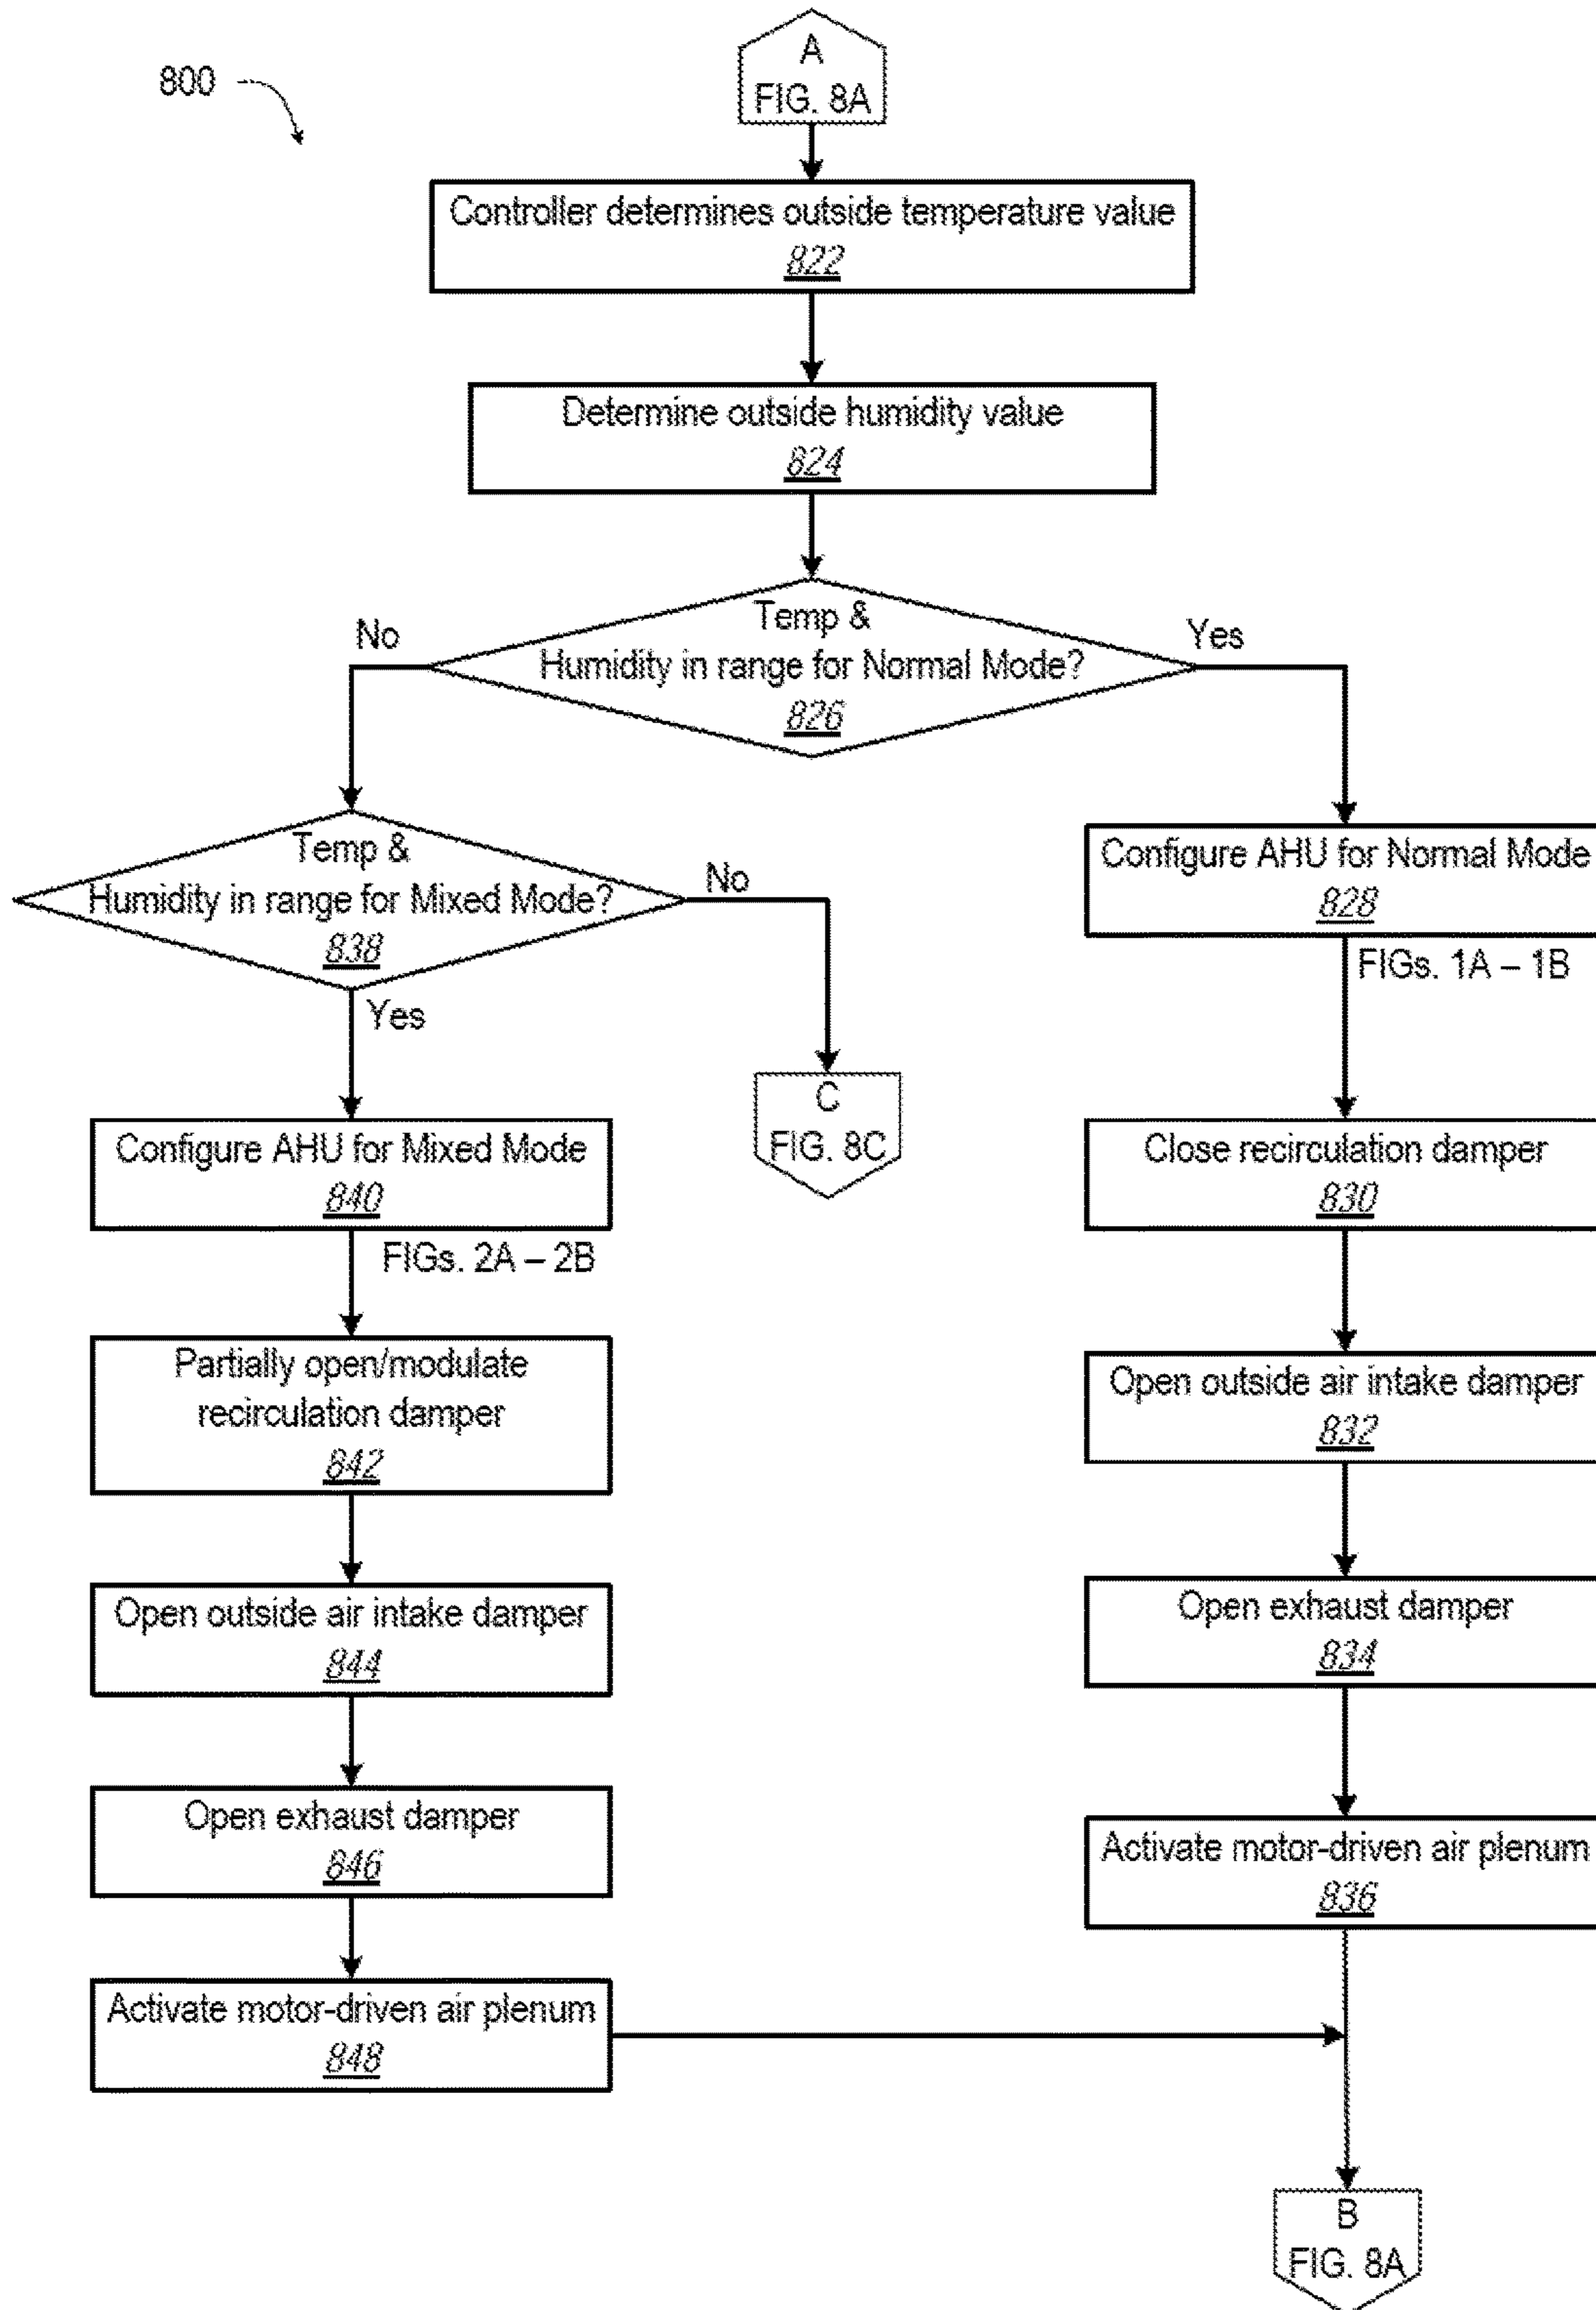 800
A
FIG. 8A
Controller determines outside temperature value
822
Determine outside humidity value
824
Temp &
Humidity in range for Normal Mode?
826
No
Yes
Temp &
Humidity in range for Mixed Mode?
838
No
Yes
C
FIG. 8C
Configure AHU for Normal Mode
828
FIGs. 1A – 1B
Configure AHU for Mixed Mode
840
FIGs. 2A – 2B
Close recirculation damper
830
Partially open/modulate
recirculation damper
842
Open outside air intake damper
832
Open outside air intake damper
844
Open exhaust damper
834
Open exhaust damper
846
Activate motor-driven air plenum
836
Activate motor-driven air plenum
848
B
FIG. 8A